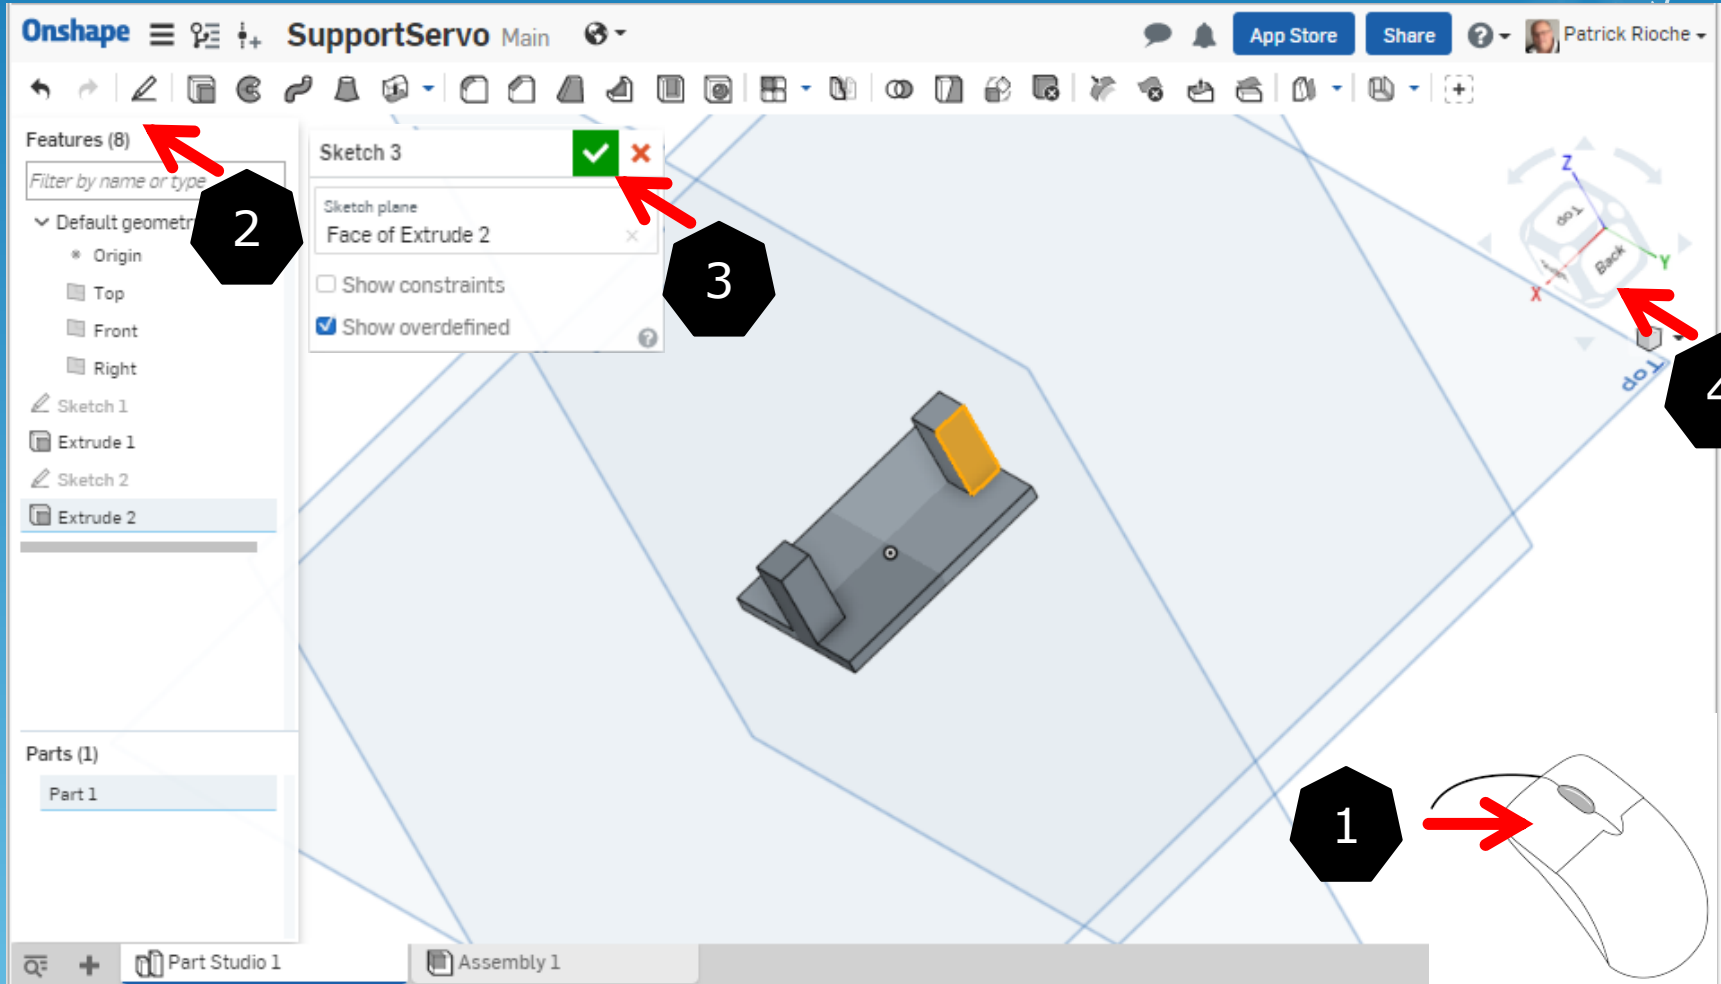 Onshape SupportServo Main App Store Share Patrick Rioche
Features (8)
Filter by name or type
Default geometr
Origin
Top
Front
Right
Sketch 1
Extrude 1
Sketch 2
Extrude 2
Parts (1)
Part 1
Sketch 3
Sketch plane
Face of Extrude 2
Show constraints
Show overdefined
2
3
Z
Top
Back
Y
X
Top
4
1
Part Studio 1
Assembly 1